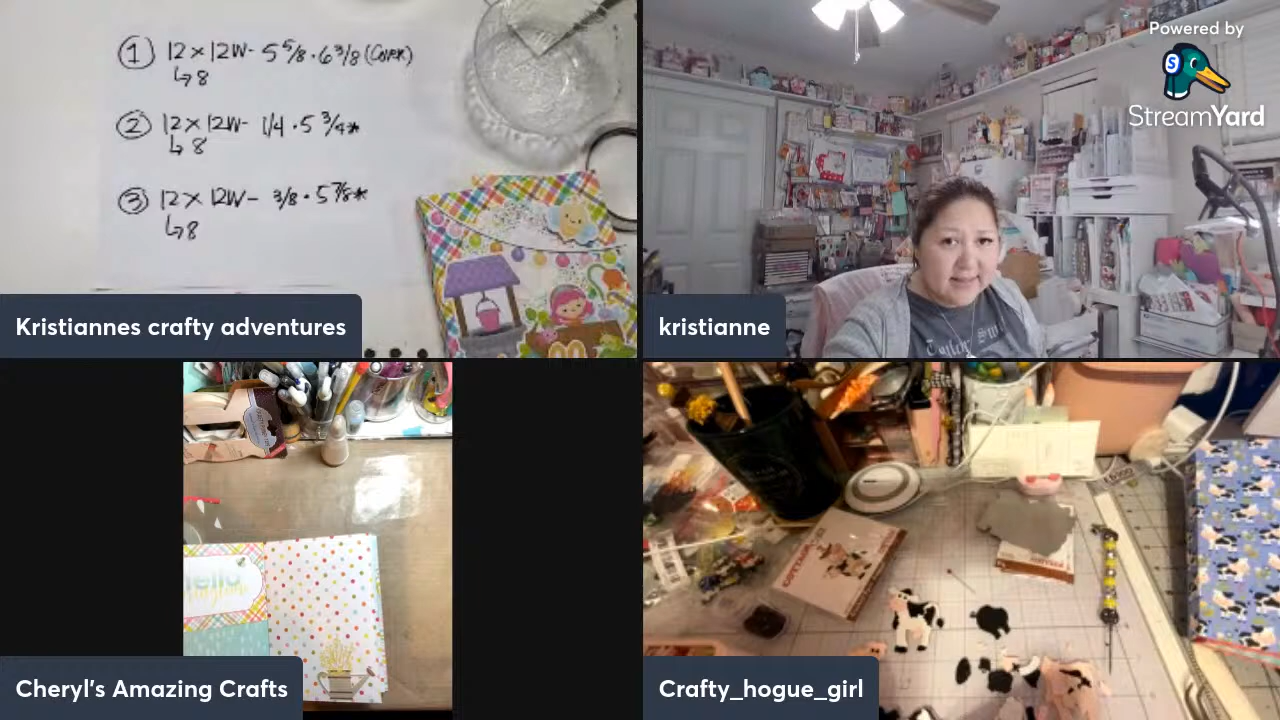 ① 12 x 12W- 5 5/8 · 6 3/8 (Cover)
↳8
② 12 x 12W- 1/4 · 5 3/4*
↳8
③ 12 x 12W- 3/8 · 5 7/8*
↳8
Kristiannes crafty adventures
Powered by
StreamYard
kristianne
hello
Cheryl's Amazing Crafts
Crafty_hogue_girl